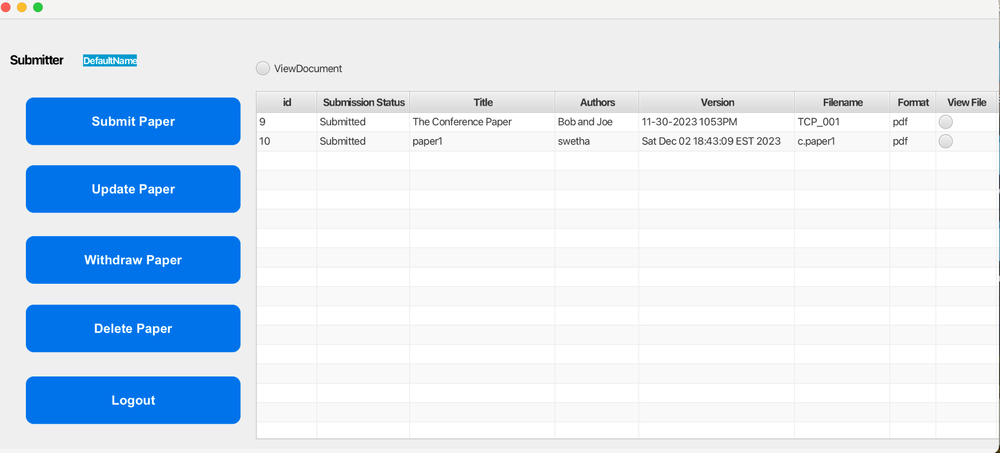 Submitter DefaultName
ViewDocument
Submit Paper
Update Paper
Withdraw Paper
Delete Paper
Logout
id Submission Status Title Authors Version Filename Format View File
9 Submitted The Conference Paper Bob and Joe 11-30-2023 1053PM TCP_001 pdf
10 Submitted paper1 swetha Sat Dec 02 18:43:09 EST 2023 c.paper1 pdf